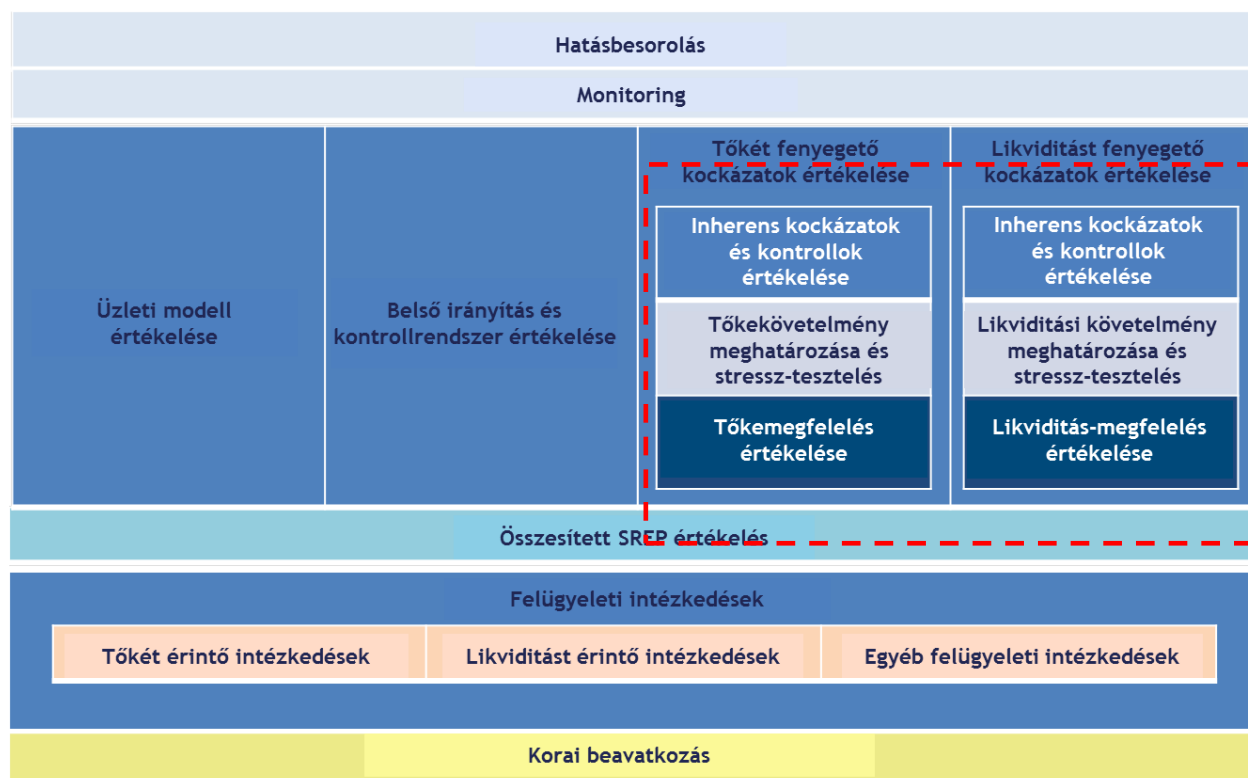 Hatásbesorolás
Monitoring
Üzleti modell
értékelése
Belső irányítás és
kontrollrendszer értékelése
Tőkét fenyegető
kockázatok értékelése
Inherens kockázatok
és kontrollok
értékelése
Tőkekövetelmény
meghatározása és
stressz-tesztelés
Tőkemegfelelés
értékelése
Likviditást fenyegető
kockázatok értékelése
Inherens kockázatok
és kontrollok
értékelése
Likviditási követelmény
meghatározása és
stressz-tesztelés
Likviditás-megfelelés
értékelése
Összesített SREP értékelés
Felügyeleti intézkedések
Tőkét érintő intézkedések
Likviditást érintő intézkedések
Egyéb felügyeleti intézkedések
Korai beavatkozás